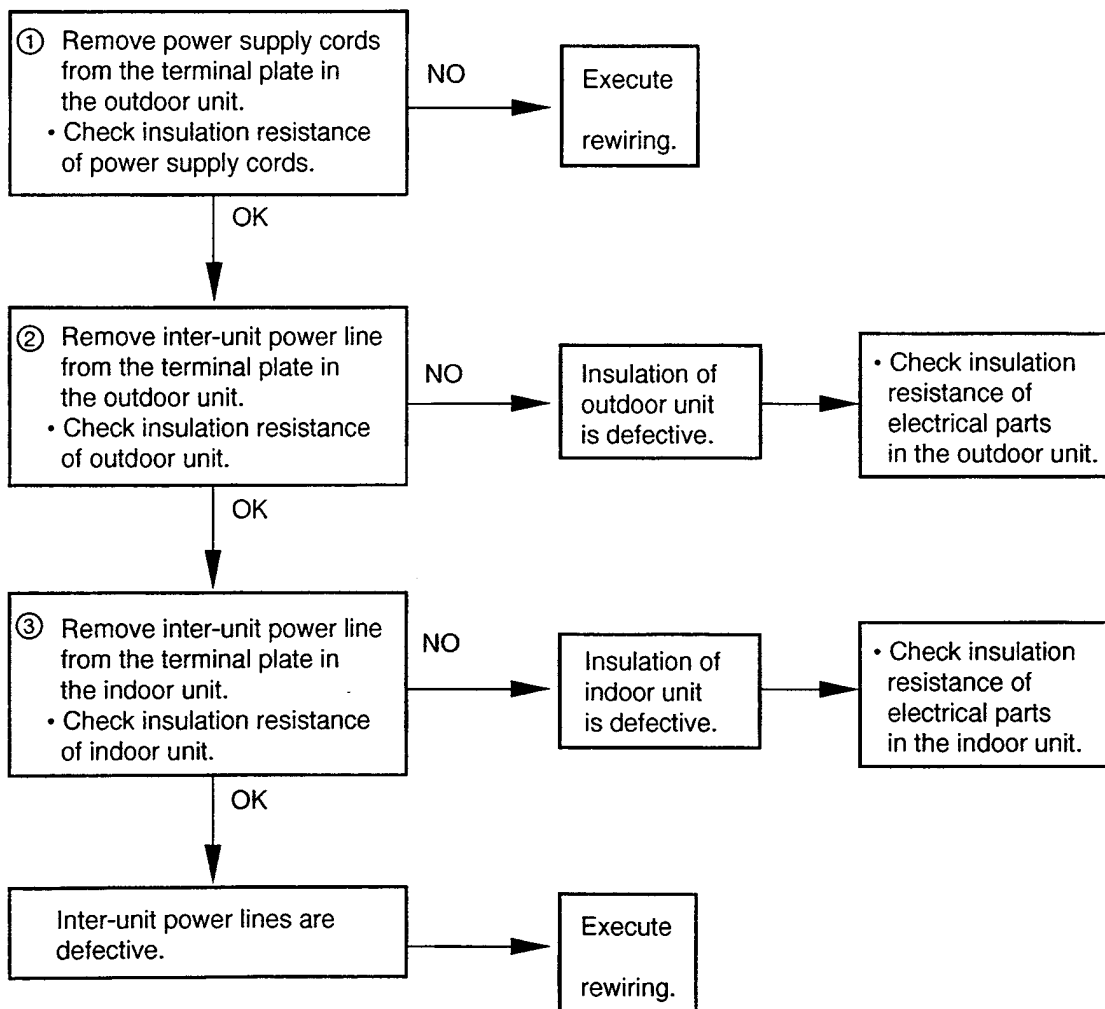 ① Remove power supply cords
from the terminal plate in
the outdoor unit.
• Check insulation resistance
of power supply cords.
NO
Execute
rewiring.
OK
② Remove inter-unit power line
from the terminal plate in
the outdoor unit.
• Check insulation resistance
of outdoor unit.
NO
Insulation of
outdoor unit
is defective.
• Check insulation
resistance of
electrical parts
in the outdoor unit.
OK
③ Remove inter-unit power line
from the terminal plate in
the indoor unit.
• Check insulation resistance
of indoor unit.
NO
Insulation of
indoor unit
is defective.
• Check insulation
resistance of
electrical parts
in the indoor unit.
OK
Inter-unit power lines are
defective.
Execute
rewiring.